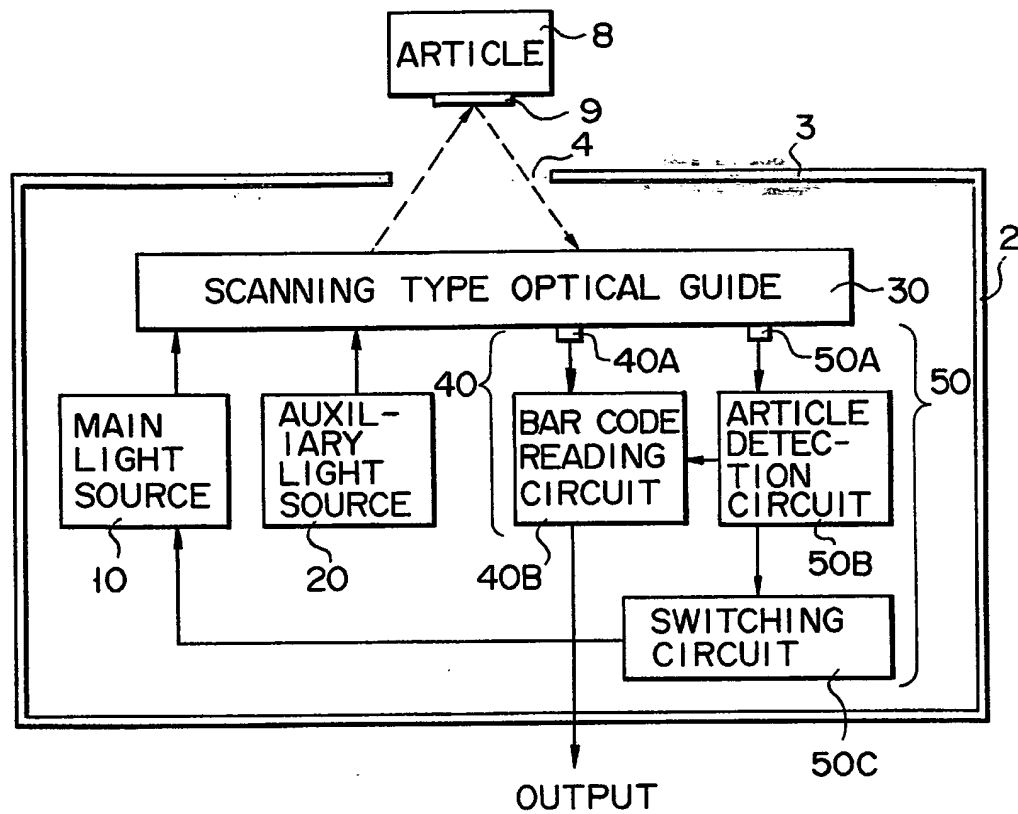 ARTICLE
8
9
4
3
2
SCANNING TYPE OPTICAL GUIDE
30
40
40A
50A
50
MAIN
LIGHT
SOURCE
10
AUXIL-
IARY
LIGHT
SOURCE
20
BAR CODE
READING
CIRCUIT
40B
ARTICLE
DETEC-
TION
CIRCUIT
50B
SWITCHING
CIRCUIT
50C
OUTPUT